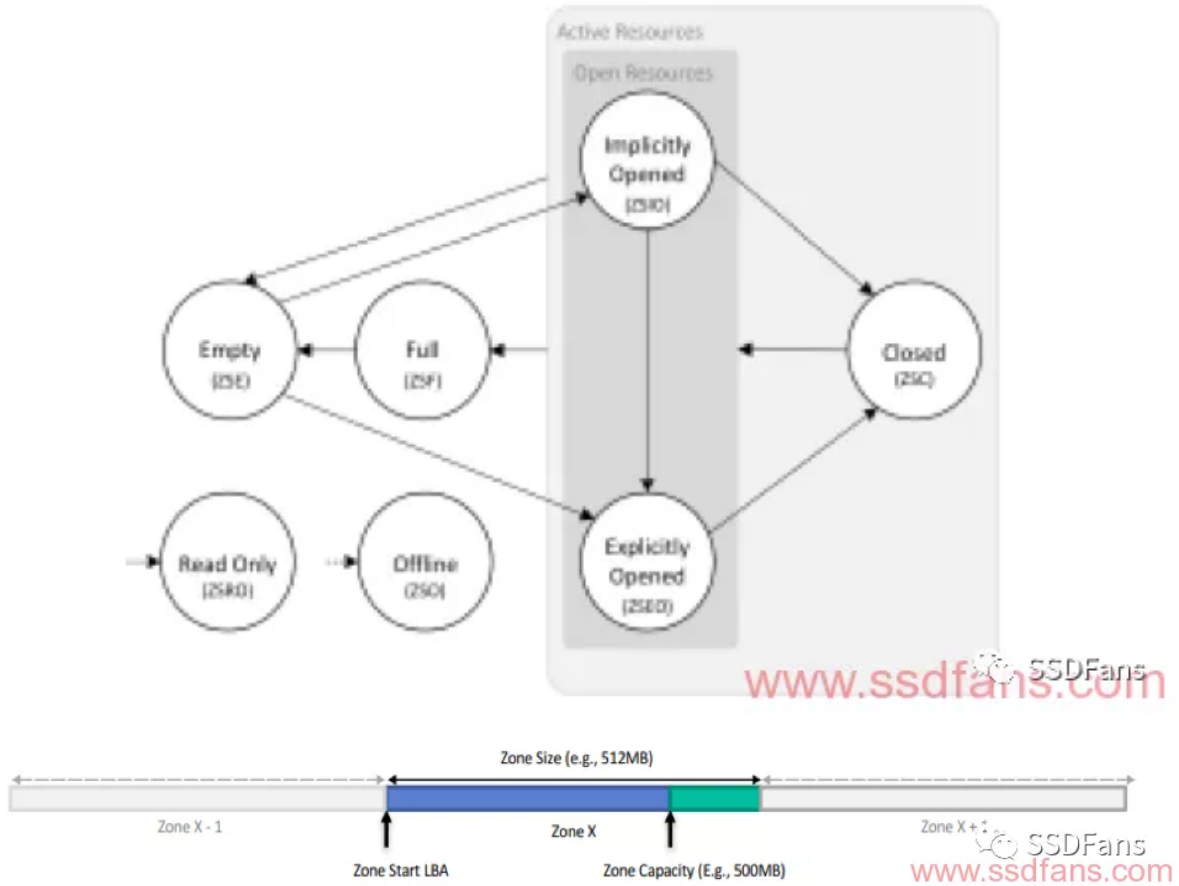 Active Resources
Open Resources
Implicitly
Opened
(ZSIO)
Empty
(ZSE)
Full
(ZSF)
Closed
(ZSC)
Read Only
(ZSRO)
Offline
(ZSO)
Explicitly
Opened
(ZSEO)
SSDFans
www.ssdfans.com
Zone Size (e.g., 512MB)
Zone X - 1
Zone X
Zone X + 1
SSDFans
Zone Start LBA
Zone Capacity (E.g., 500MB)
www.ssdfans.com